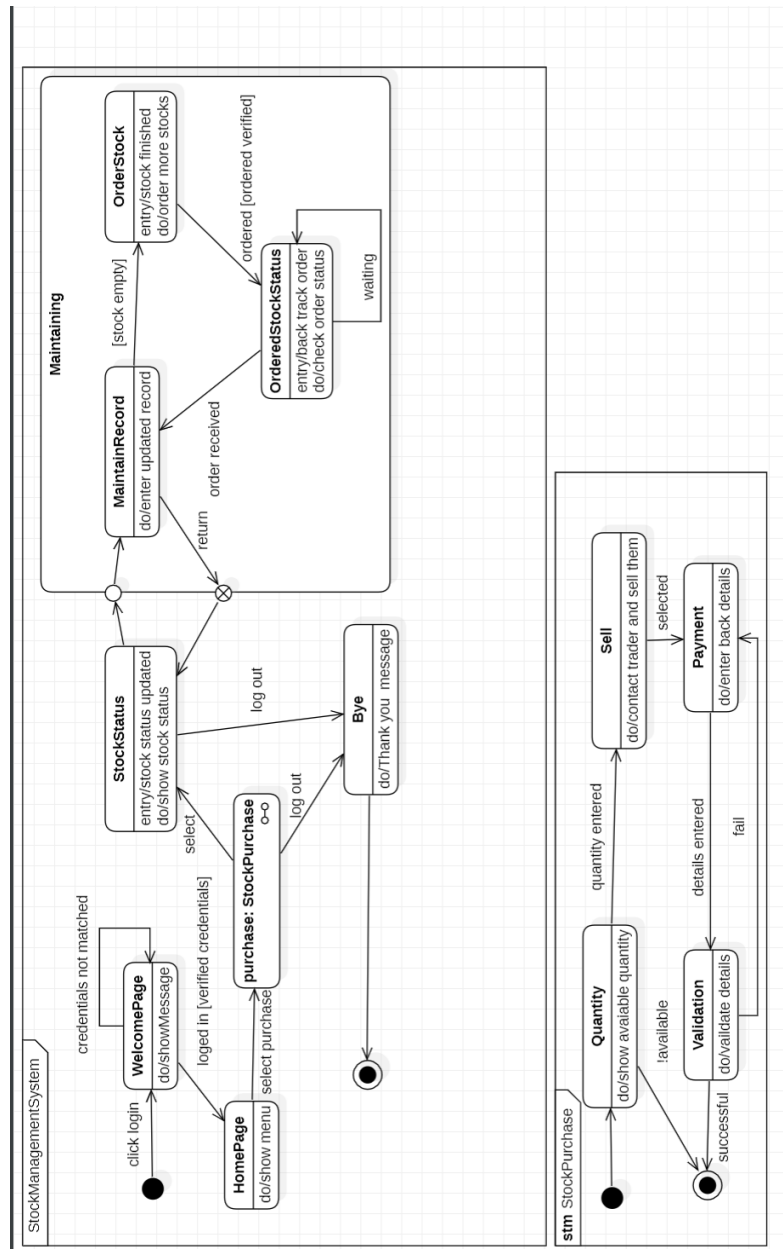 StockManagementSystem
click login
WelcomePage
do/showMessage
credentials not matched
loged in [verified credentials]
HomePage
do/show menu
select purchase
purchase: StockPurchase
select
log out
StockStatus
entry/stock status updated
do/show stock status
log out
Bye
do/Thank you message
Maintaining
MaintainRecord
do/enter updated record
return
[stock empty]
OrderStock
entry/stock finished
do/order more stocks
ordered [ordered verified]
OrderedStockStatus
entry/back track order
do/check order status
waiting
order received
stm StockPurchase
Quantity
do/show available quantity
quantity entered
!available
Sell
do/contact trader and sell them
selected
Payment
do/enter back details
details entered
Validation
do/vaildate details
fail
successful